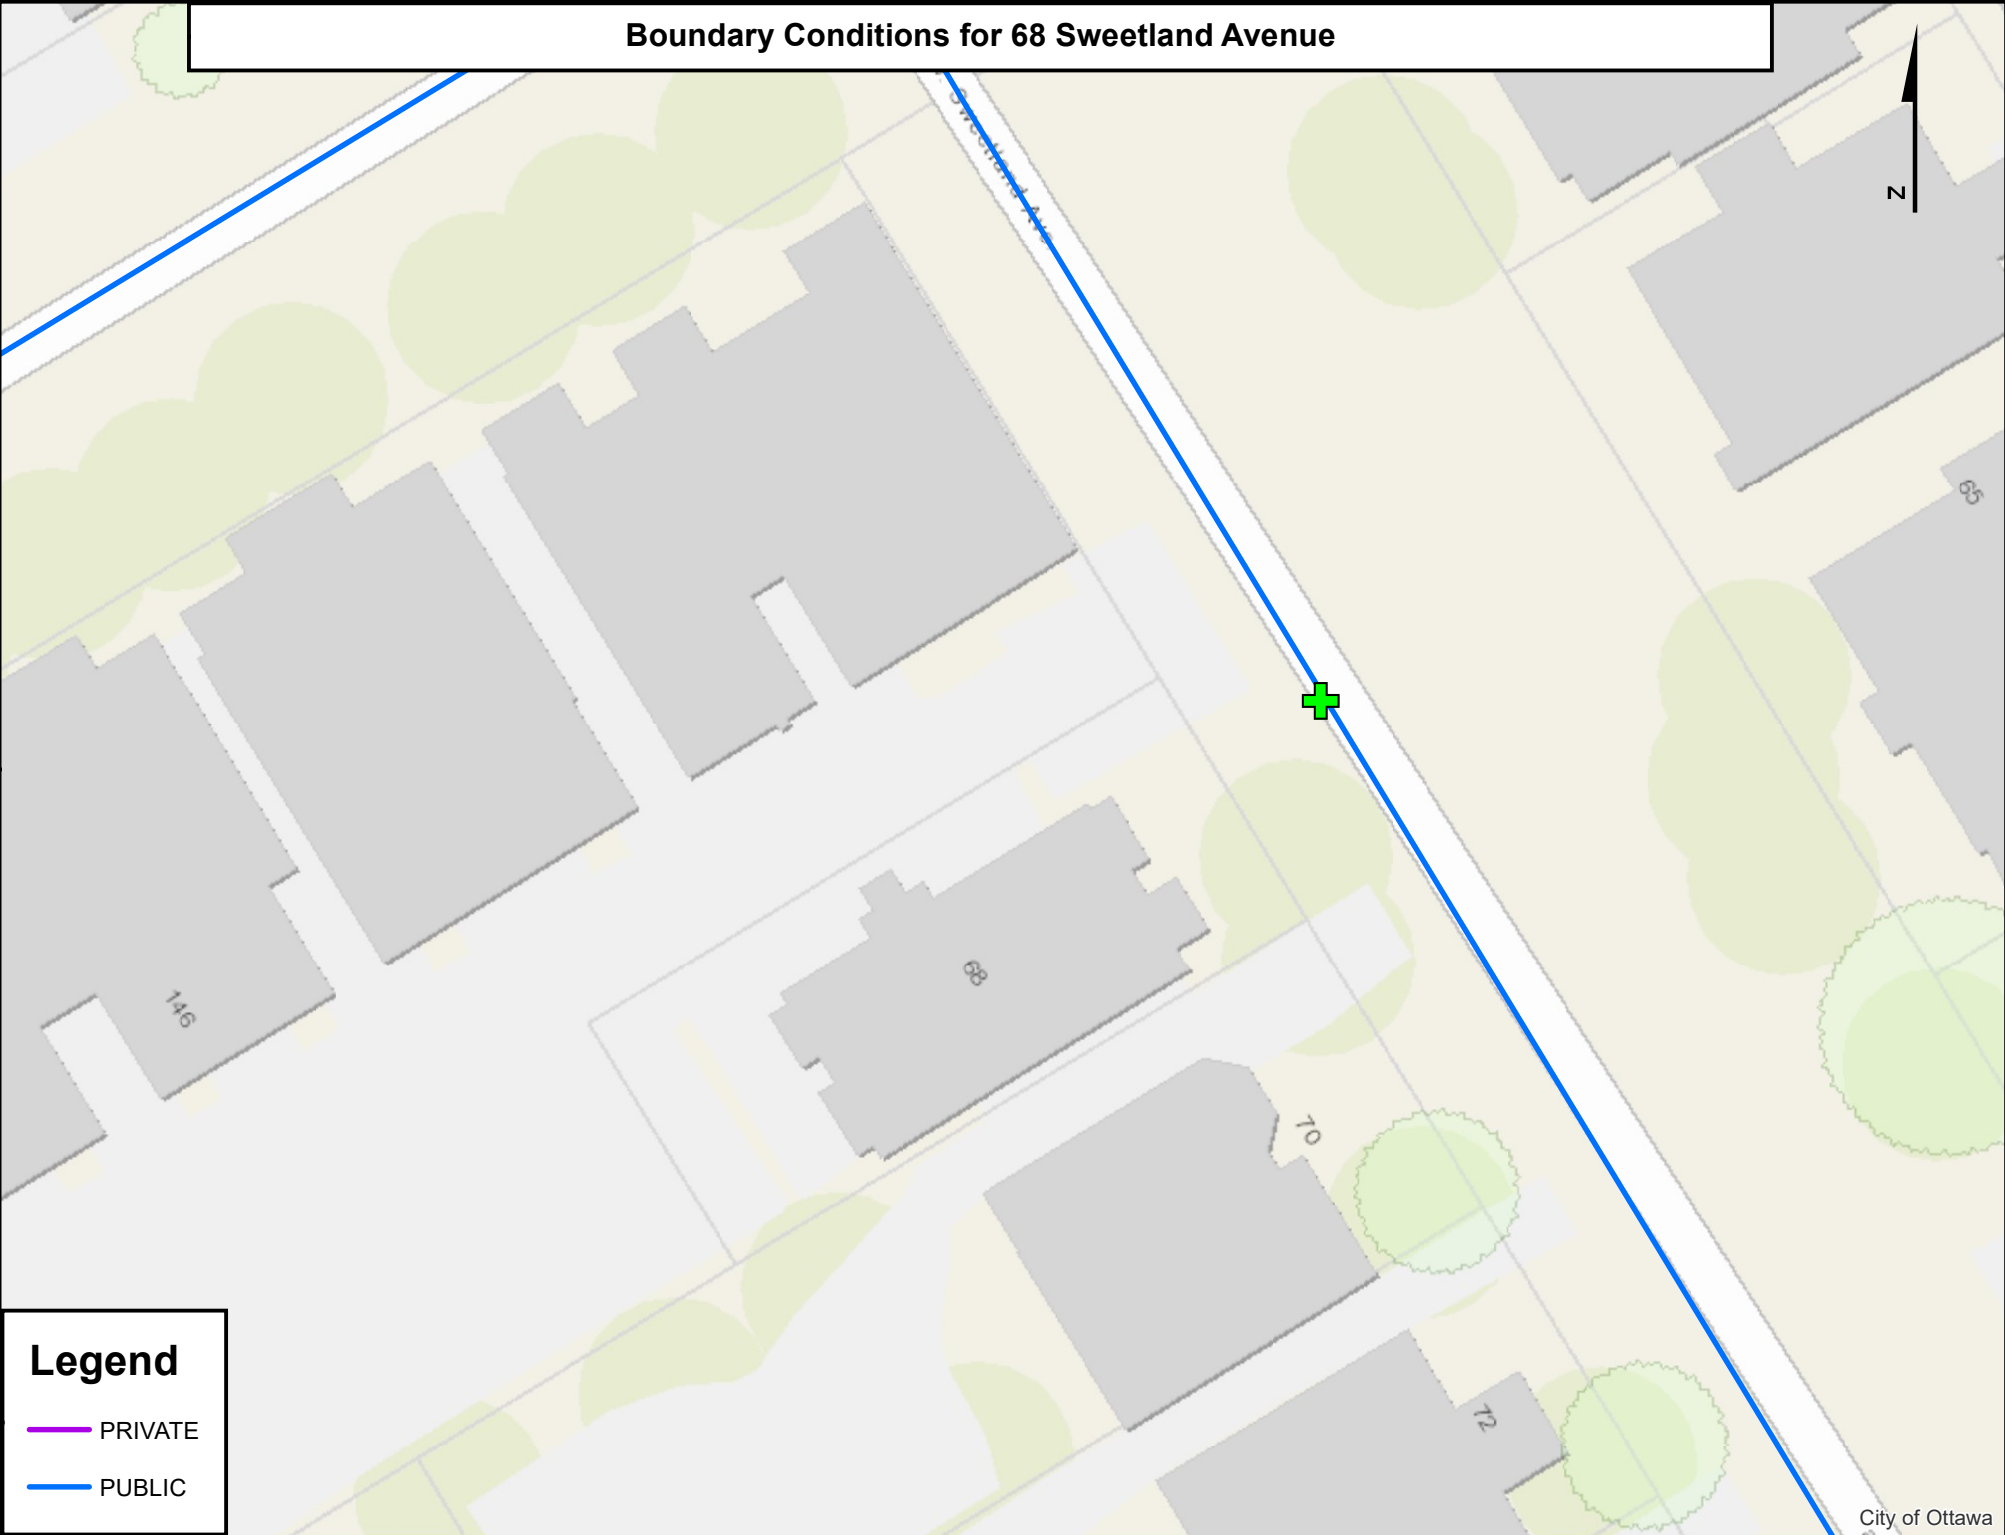 Boundary Conditions for 68 Sweetland Avenue
Sweetland Ave
N
65
68
146
70
72
Legend
PRIVATE
PUBLIC
City of Ottawa